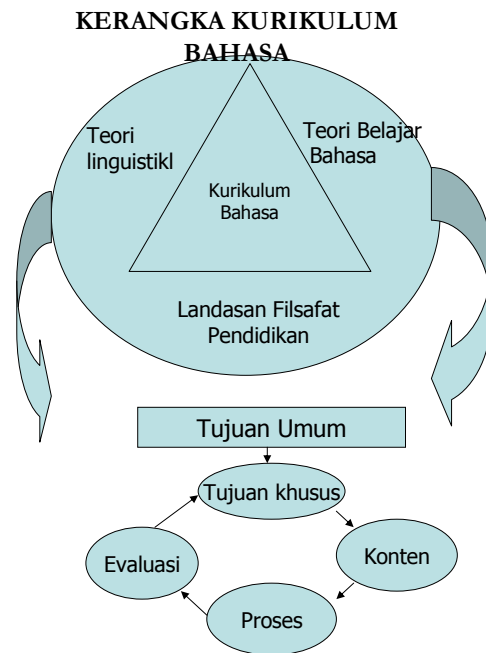 KERANGKA KURIKULUM
BAHASA
Teori
linguistikl
Teori Belajar
Bahasa
Kurikulum
Bahasa
Landasan Filsafat
Pendidikan
Tujuan Umum
Tujuan khusus
Evaluasi
Konten
Proses